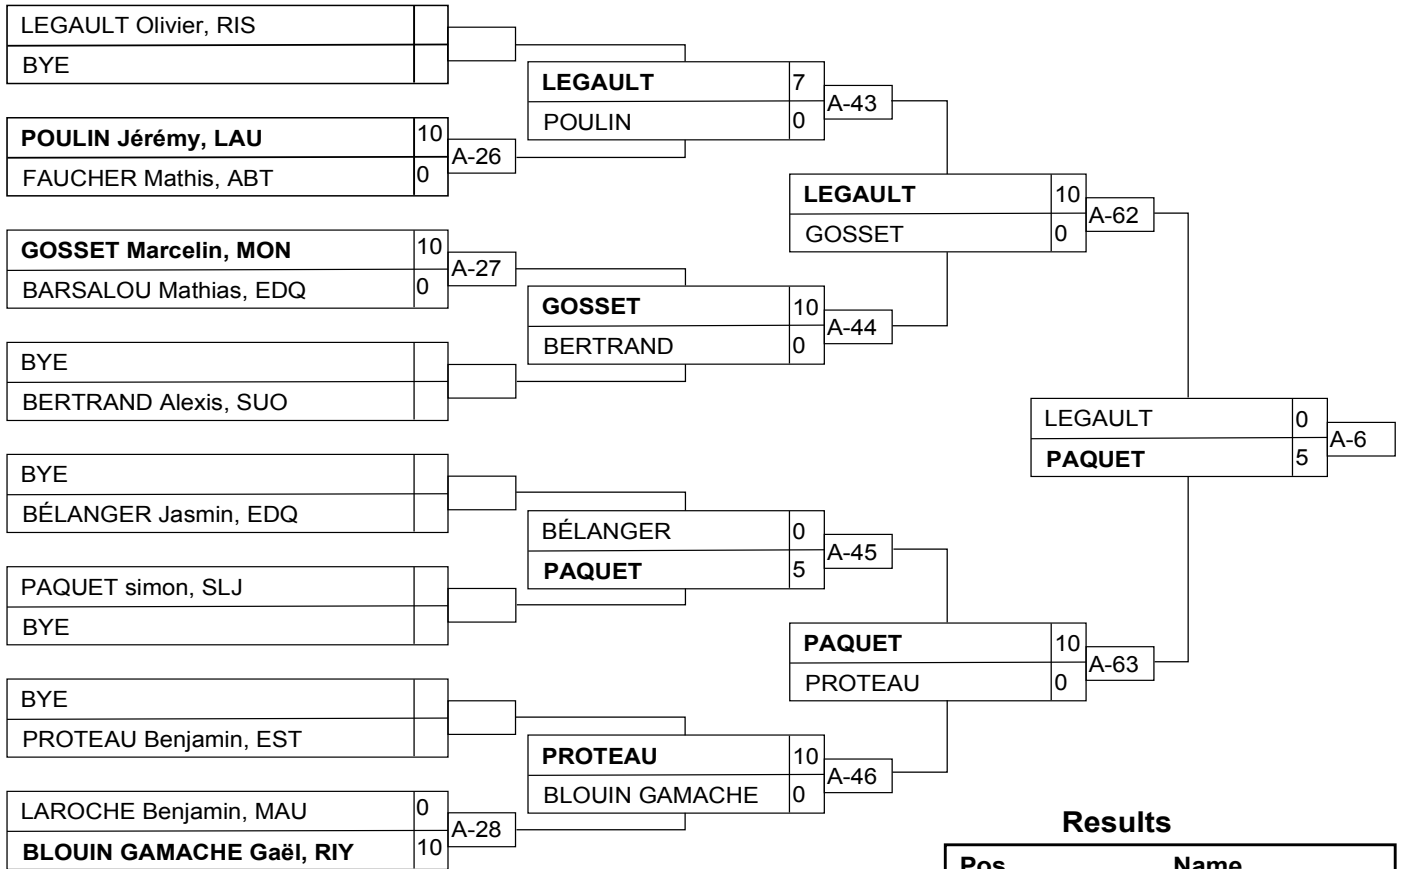 LEGAULT Olivier, RIS
BYE
POULIN Jérémy, LAU 10
FAUCHER Mathis, ABT 0
A-26
GOSSET Marcelin, MON 10
BARSALOU Mathias, EDQ 0
A-27
BYE
BERTRAND Alexis, SUO
BYE
BÉLANGER Jasmin, EDQ
PAQUET simon, SLJ
BYE
BYE
PROTEAU Benjamin, EST
LAROCHE Benjamin, MAU 0
BLOUIN GAMACHE Gaël, RIY 10
A-28
LEGAULT 7
POULIN 0
A-43
GOSSET 10
BERTRAND 0
A-44
BÉLANGER 0
PAQUET 5
A-45
PROTEAU 10
BLOUIN GAMACHE 0
A-46
LEGAULT 10
GOSSET 0
A-62
PAQUET 10
PROTEAU 0
A-63
LEGAULT 0
PAQUET 5
A-6
Results
Pos Name